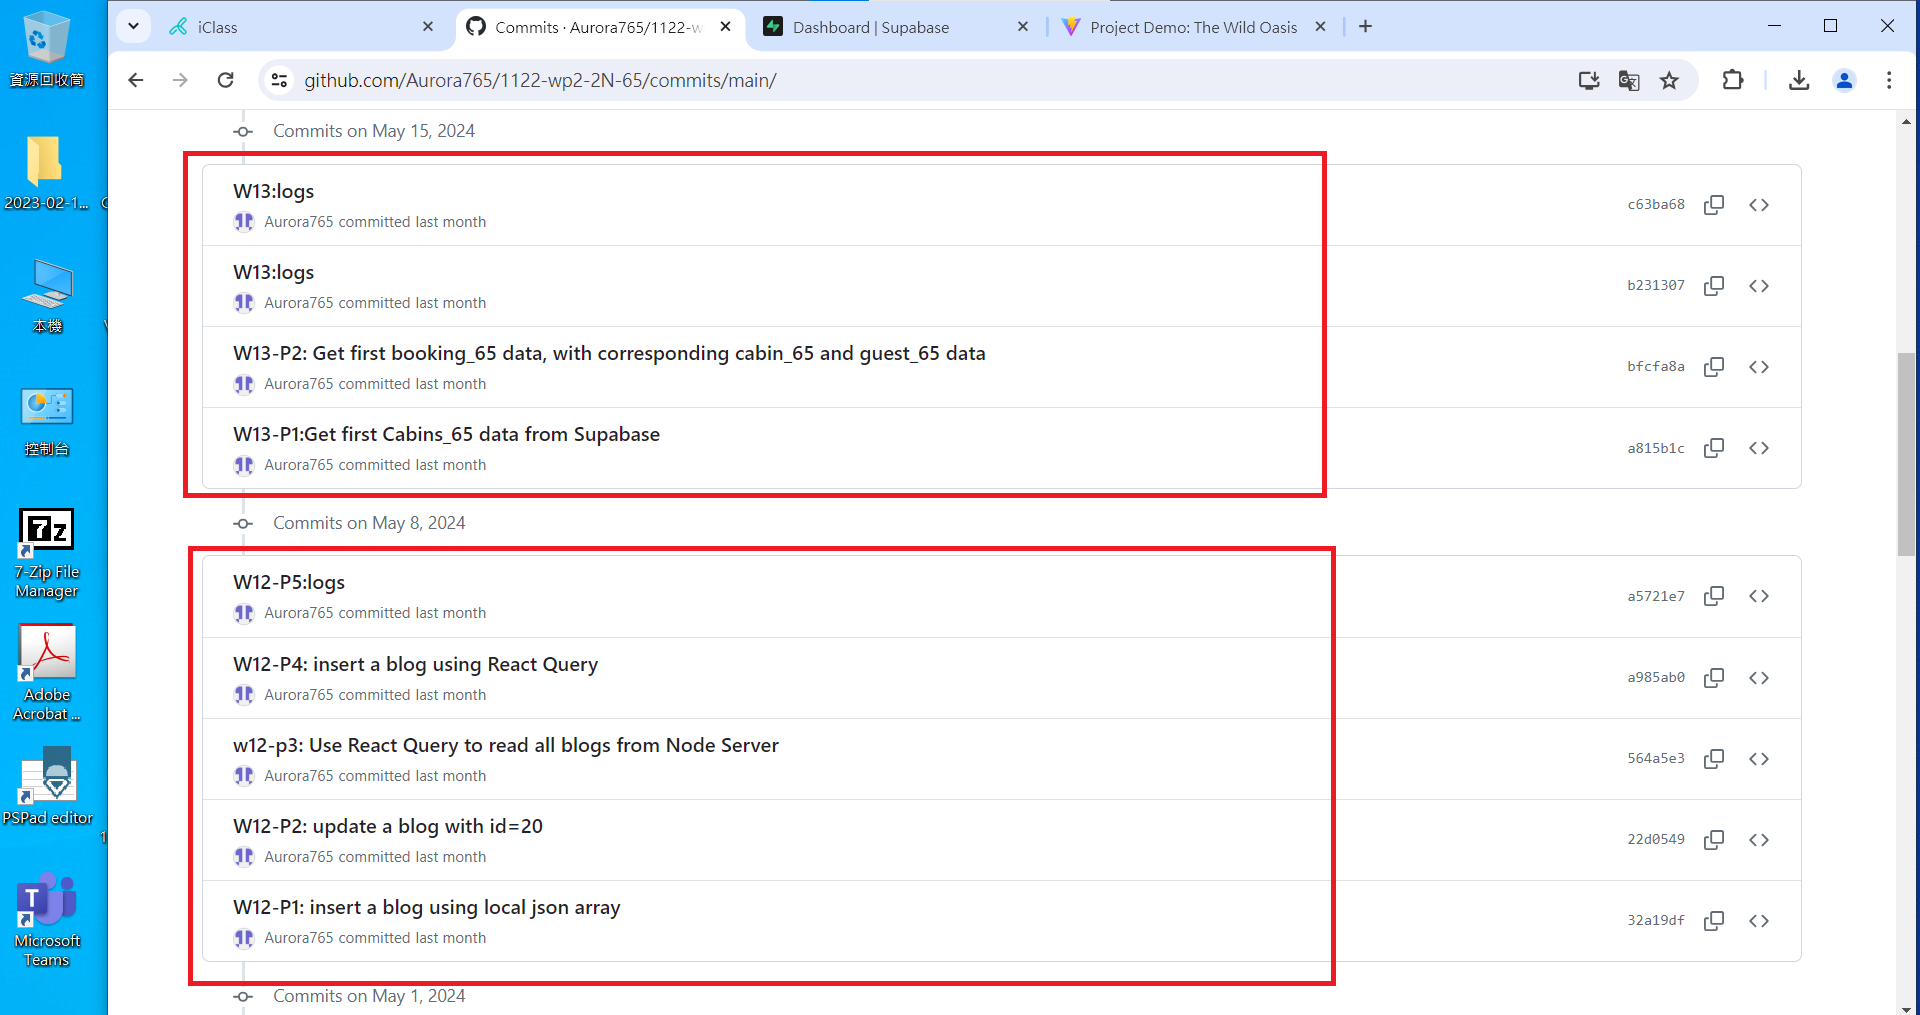 iClass
Commits · Aurora765/1122-w
Dashboard | Supabase
Project Demo: The Wild Oasis
github.com/Aurora765/1122-wp2-2N-65/commits/main/
資源回收筒
2023-02-1...
本機
控制台
7z
7-Zip File
Manager
Adobe
Acrobat ...
PSPad editor
T
Microsoft
Teams
Commits on May 15, 2024
W13:logs
Aurora765 committed last month
c63ba68
W13:logs
Aurora765 committed last month
b231307
W13-P2: Get first booking_65 data, with corresponding cabin_65 and guest_65 data
Aurora765 committed last month
bfcfa8a
W13-P1:Get first Cabins_65 data from Supabase
Aurora765 committed last month
a815b1c
Commits on May 8, 2024
W12-P5:logs
Aurora765 committed last month
a5721e7
W12-P4: insert a blog using React Query
Aurora765 committed last month
a985ab0
w12-p3: Use React Query to read all blogs from Node Server
Aurora765 committed last month
564a5e3
W12-P2: update a blog with id=20
Aurora765 committed last month
22d0549
W12-P1: insert a blog using local json array
Aurora765 committed last month
32a19df
Commits on May 1, 2024